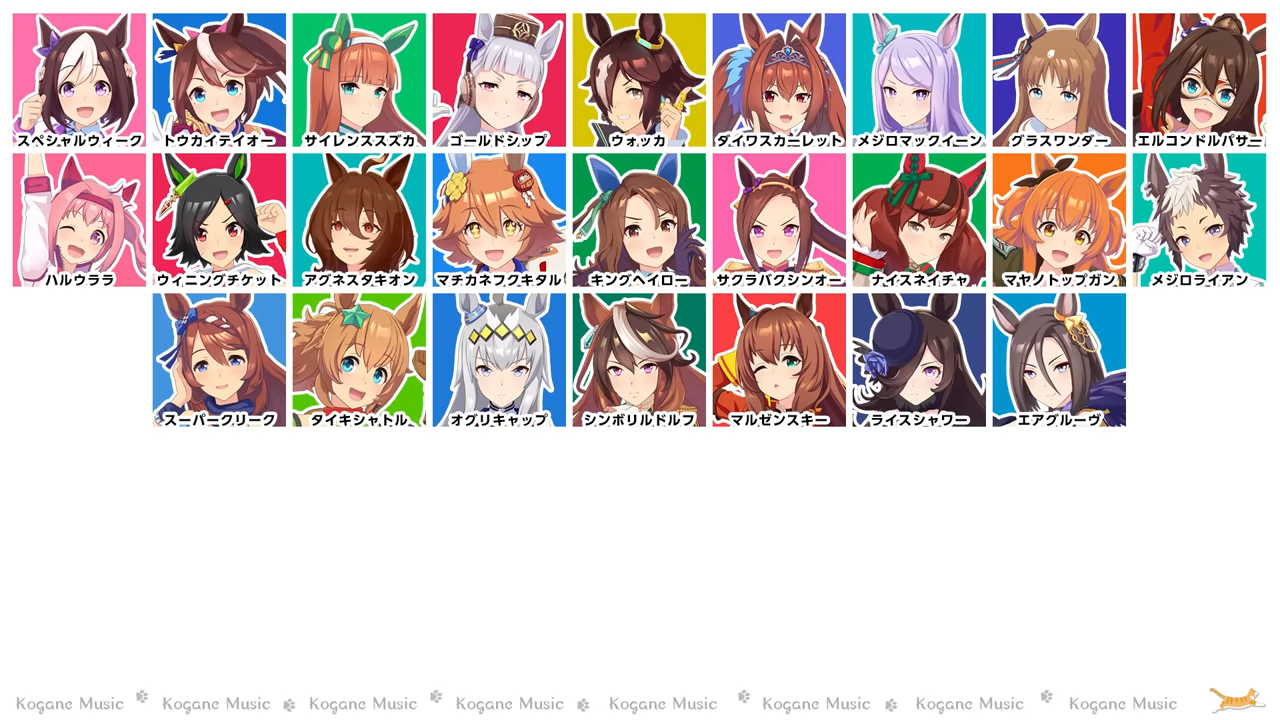 スペシャルウィーク
トウカイテイオー
サイレンススズカ
ゴールドシップ
ウオッカ
ダイワスカーレット
メジロマックイーン
グラスワンダー
エルコンドルパサー
ハルウララ
ウィニングチケット
アグネスタキオン
マチカネフクキタル
キングヘイロー
サクラバクシンオー
ナイスネイチャ
マヤノトップガン
メジロライアン
スーパークリーク
タイキシャトル
オグリキャップ
シンボリルドルフ
マルゼンスキー
ライスシャワー
エアグルーヴ
Kogane Music Kogane Music Kogane Music Kogane Music Kogane Music Kogane Music Kogane Music Kogane Music